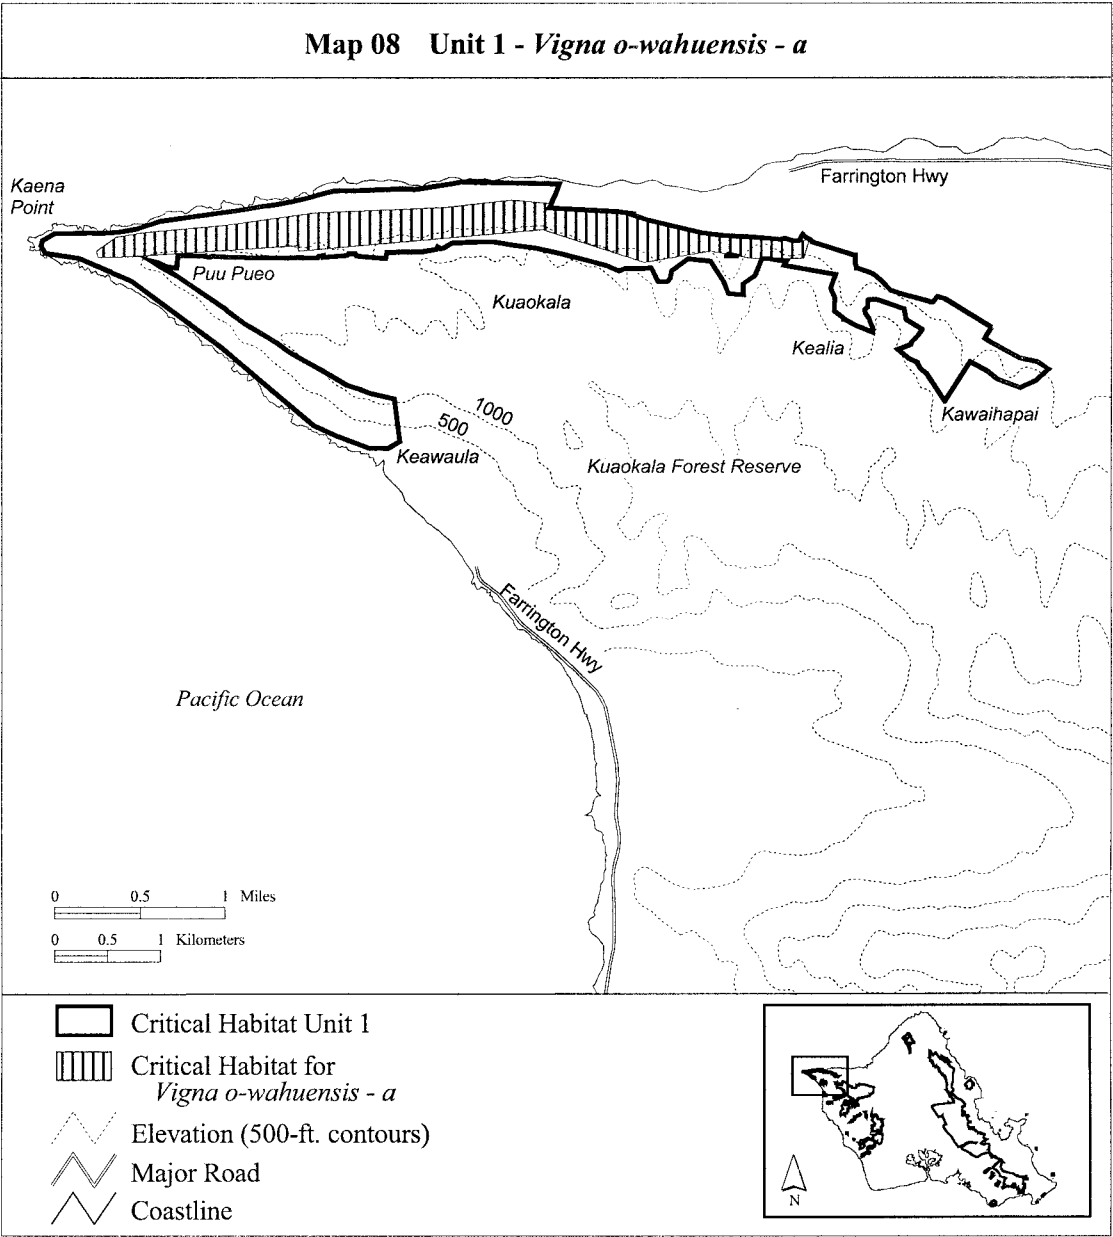 Map 08 Unit 1 - Vigna o-wahuensis - a
Kaena
Point
Farrington Hwy
Puu Pueo
Kuaokala
Kealia
Kawaihapai
1000
500
Keawaula
Kuaokala Forest Reserve
Farrington Hwy
Pacific Ocean
0 0.5 1 Miles
0 0.5 1 Kilometers
Critical Habitat Unit 1
Critical Habitat for
Vigna o-wahuensis - a
Elevation (500-ft. contours)
Major Road
Coastline
N